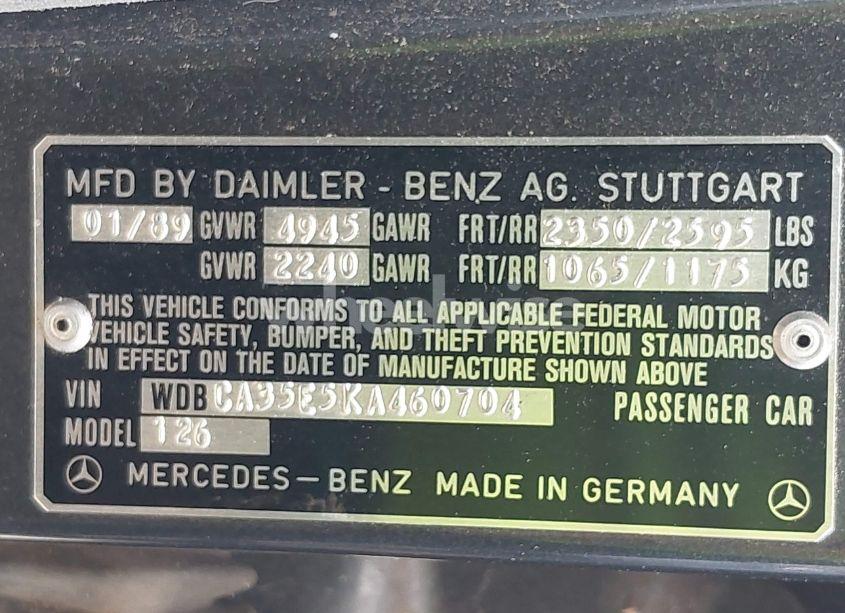 MFD BY DAIMLER - BENZ AG. STUTTGART
01/89 GVWR 4945 GAWR FRT/RR 2350/2595 LBS
GVWR 2240 GAWR FRT/RR 1065/1175 KG
THIS VEHICLE CONFORMS TO ALL APPLICABLE FEDERAL MOTOR
VEHICLE SAFETY, BUMPER, AND THEFT PREVENTION STANDARDS
IN EFFECT ON THE DATE OF MANUFACTURE SHOWN ABOVE
VIN WDBCA35E5KA460704 PASSENGER CAR
MODEL 126
MERCEDES-BENZ MADE IN GERMANY